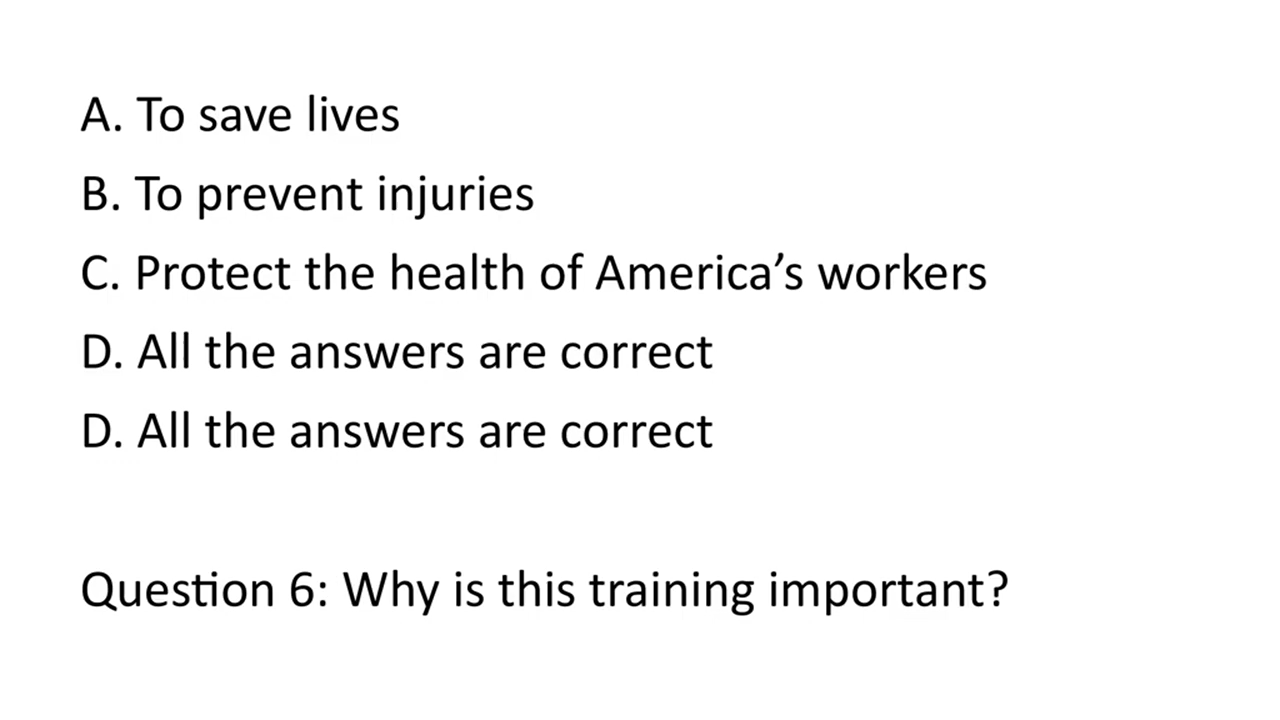 A. To save lives
B. To prevent injuries
C. Protect the health of America’s workers
D. All the answers are correct
D. All the answers are correct
Question 6: Why is this training important?